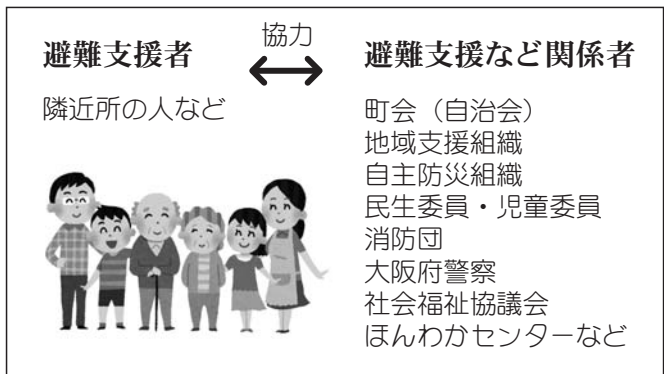 避難支援者
協力
避難支援など関係者
隣近所の人など
町会（自治会）
地域支援組織
自主防災組織
民生委員・児童委員
消防団
大阪府警察
社会福祉協議会
ほんわかセンターなど